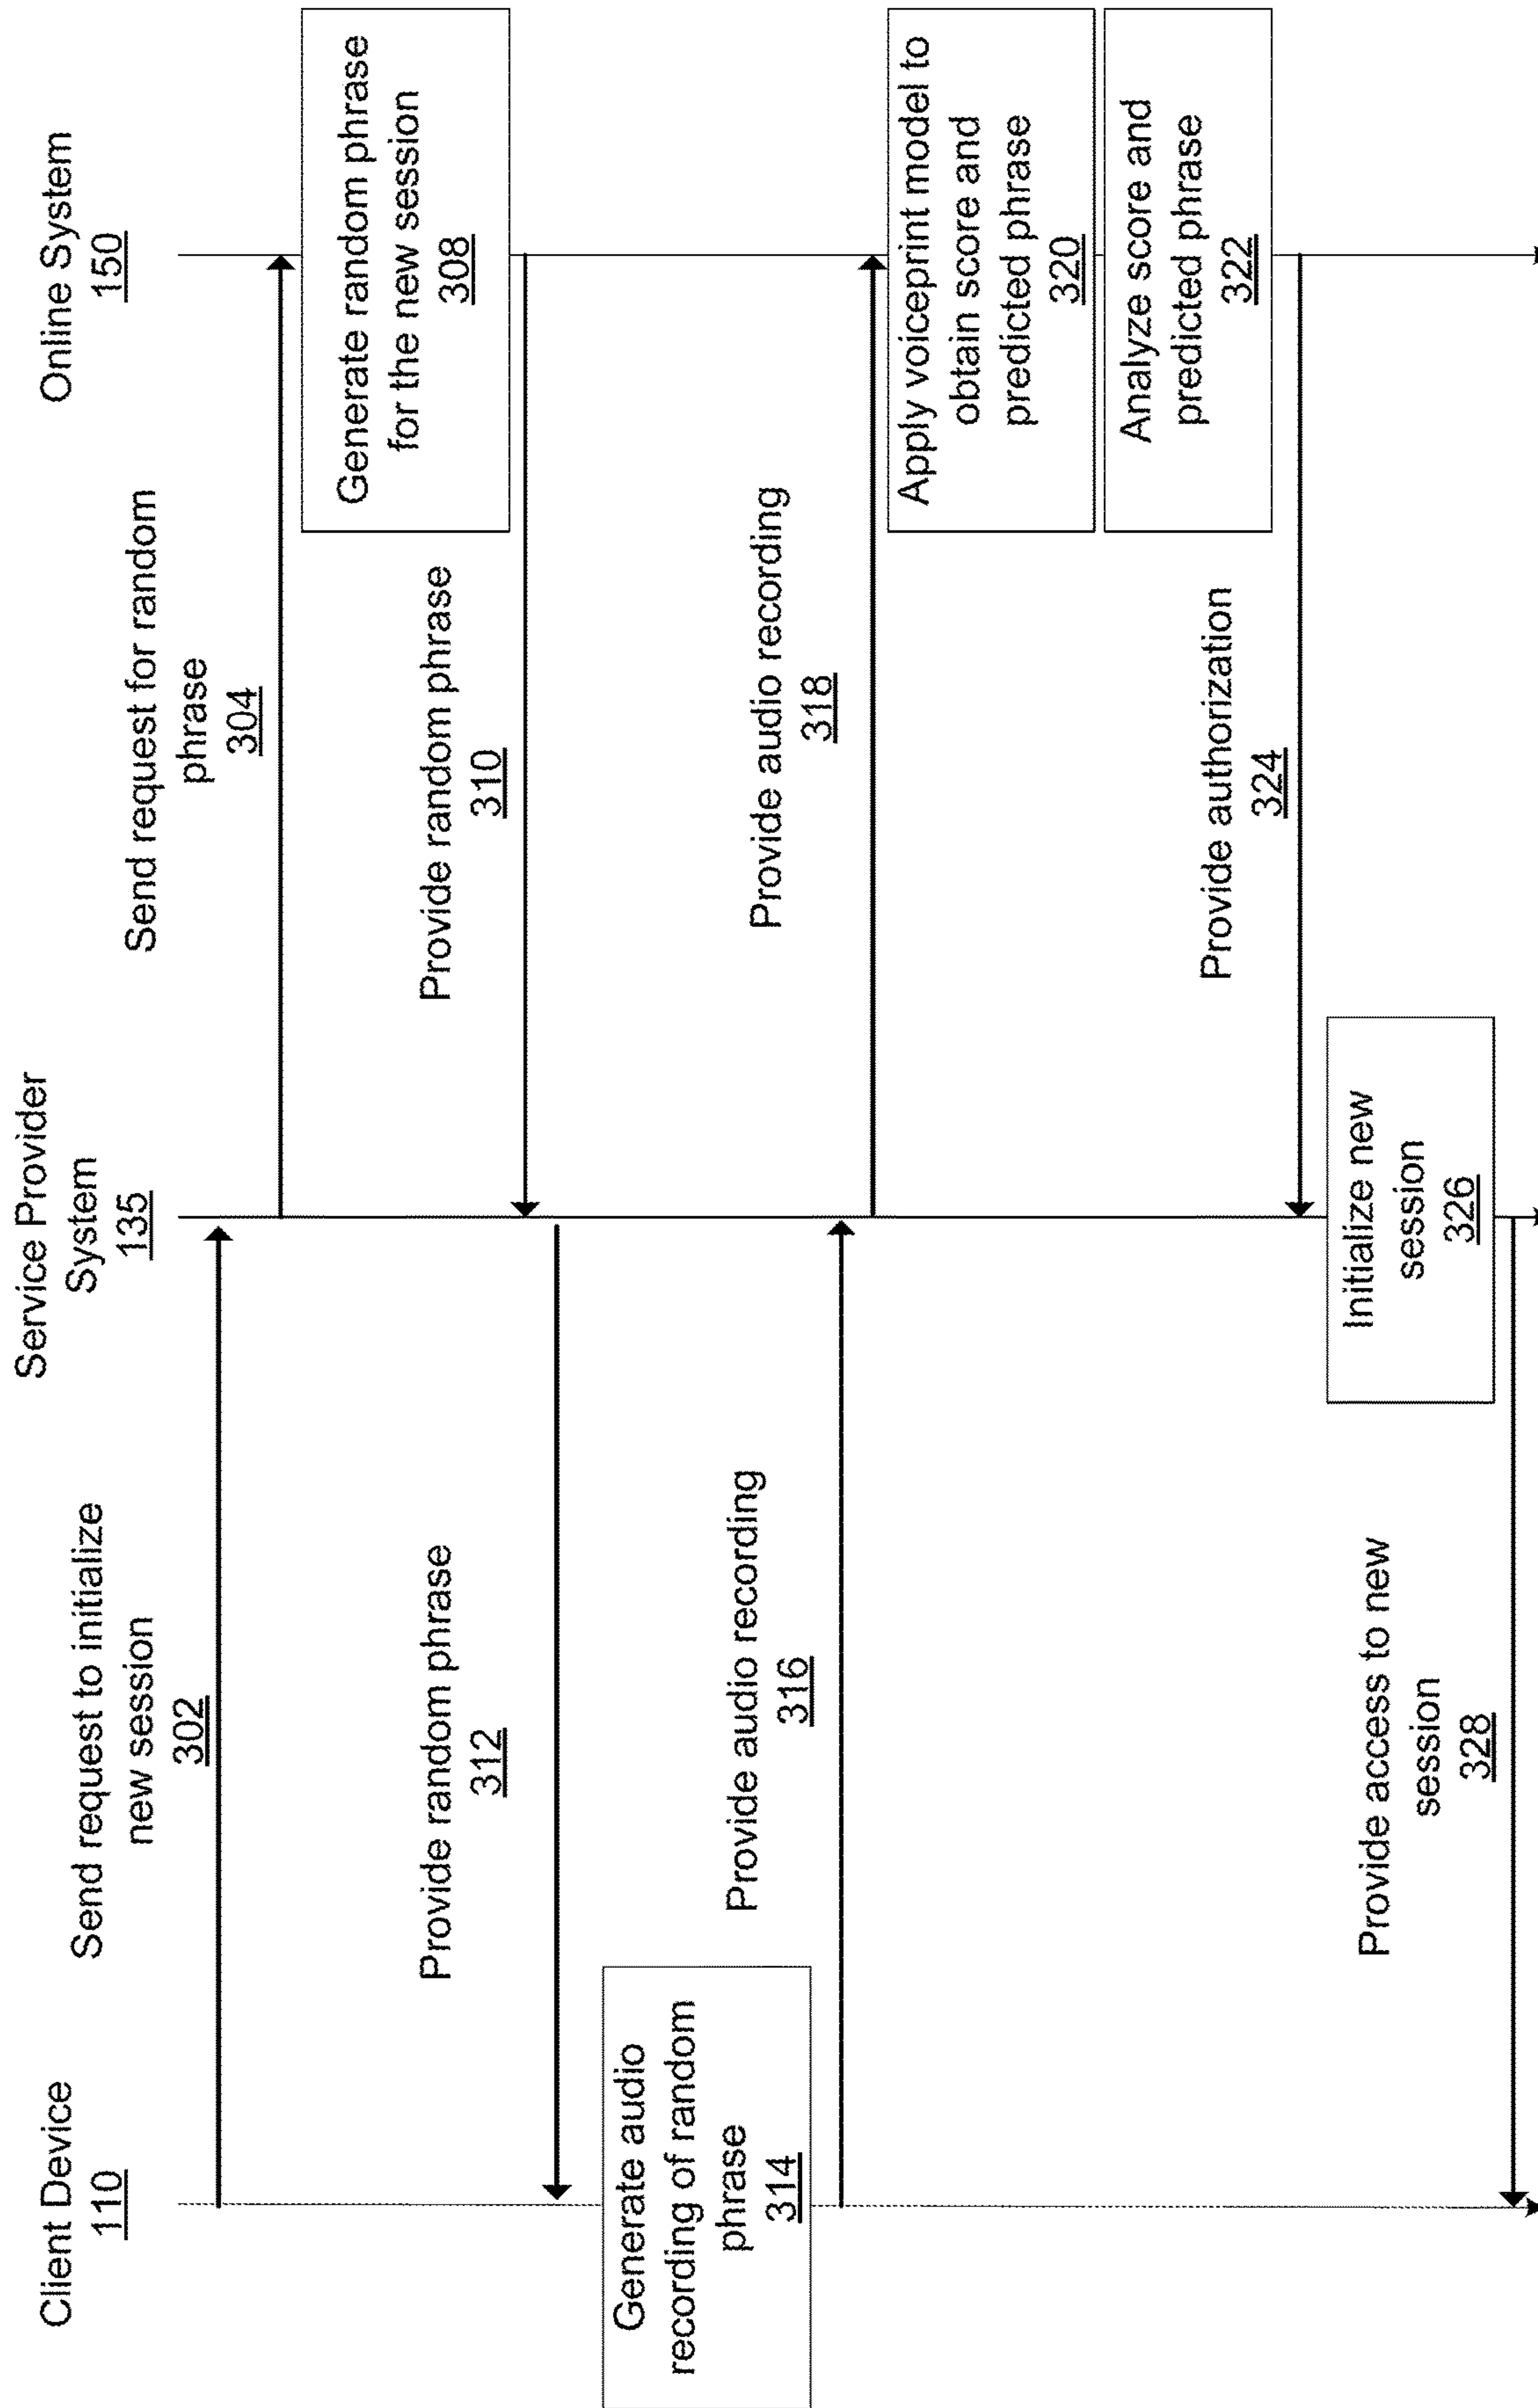 Client Device
110
Service Provider
System
135
Online System
150
Send request to initialize
new session
302
Send request for random
phrase
304
Generate random phrase
for the new session
308
Provide random phrase
310
Provide random phrase
312
Generate audio
recording of random
phrase
314
Provide audio recording
316
Provide audio recording
318
Apply voiceprint model to
obtain score and
predicted phrase
320
Analyze score and
predicted phrase
322
Provide authorization
324
Initialize new
session
326
Provide access to new
session
328